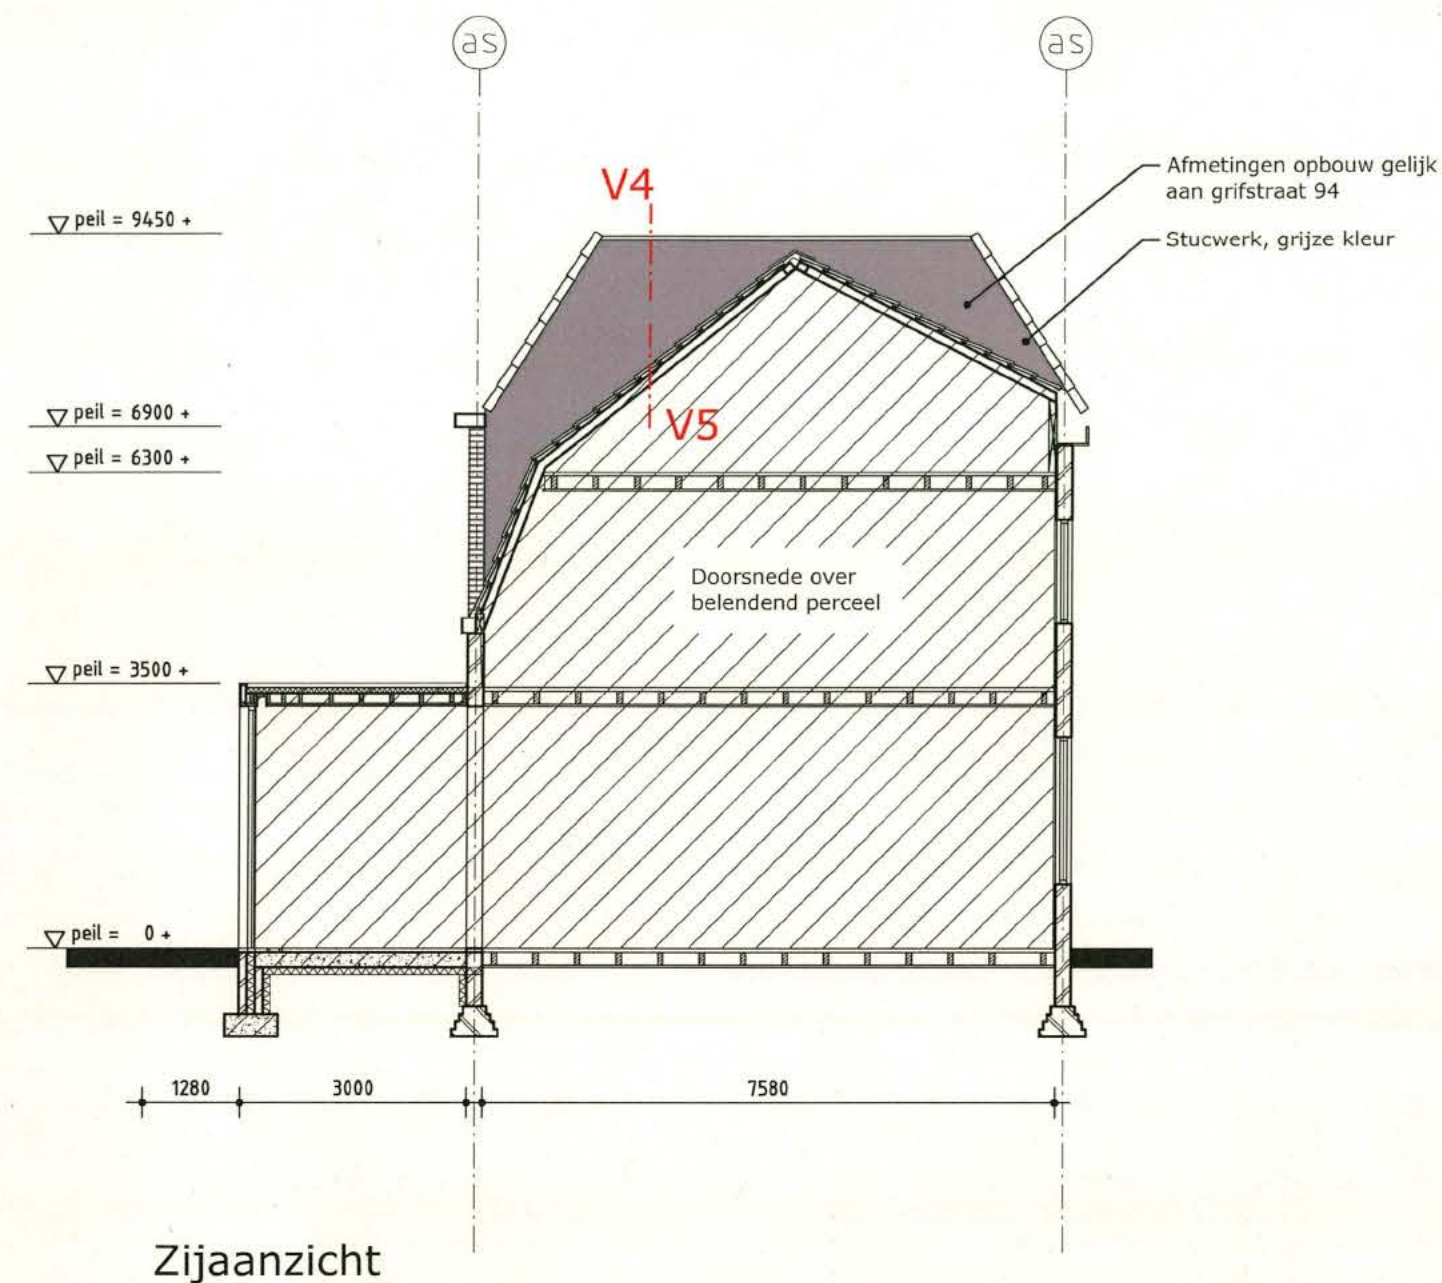 as
as
V4
Afmetingen opbouw gelijk
aan grifstraat 94
peil = 9450 +
Stucwerk, grijze kleur
peil = 6900 +
V5
peil = 6300 +
Doorsnede over
belendend perceel
peil = 3500 +
peil = 0 +
1280
3000
7580
Zijaanzicht